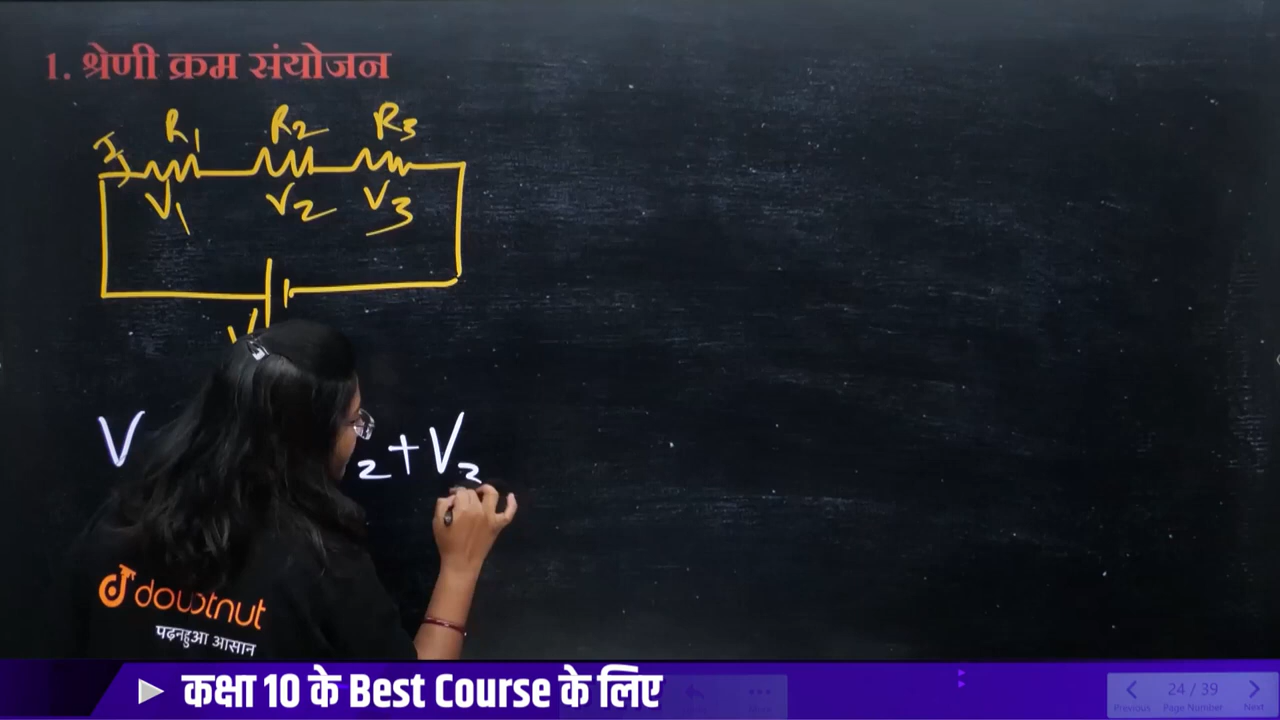 1. श्रेणी क्रम संयोजन
I R1 R2 R3
V1 V2 V3
V
V 2+V
doubtnut
पढ़नहुआ आसान
कक्षा 10 के Best Course के लिए
24 / 39
Previous Page Number Next